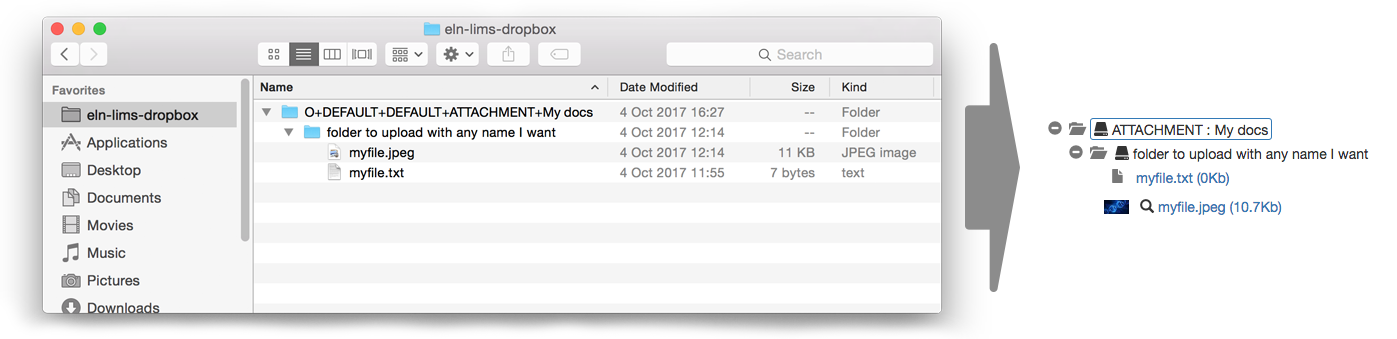 eln-lims-dropbox
Search
Favorites
eln-lims-dropbox
Applications
Desktop
Documents
Movies
Music
Pictures
Downloads
Name Date Modified Size Kind
O+DEFAULT+DEFAULT+ATTACHMENT+My docs 4 Oct 2017 16:27 -- Folder
folder to upload with any name I want 4 Oct 2017 12:14 -- Folder
myfile.jpeg 4 Oct 2017 12:14 11 KB JPEG image
myfile.txt 4 Oct 2017 11:55 7 bytes text
ATTACHMENT : My docs
folder to upload with any name I want
myfile.txt (0Kb)
myfile.jpeg (10.7Kb)